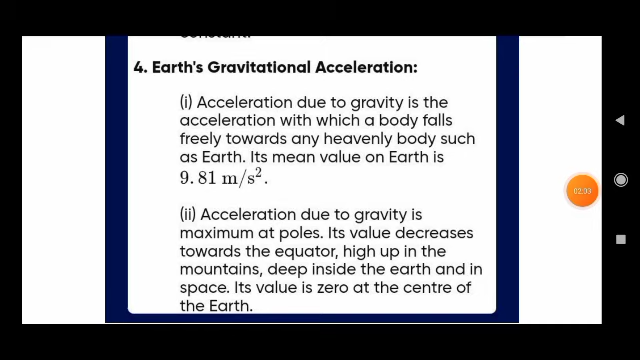 constant.
4. Earth's Gravitational Acceleration:
(i) Acceleration due to gravity is the
acceleration with which a body falls
freely towards any heavenly body such
as Earth. Its mean value on Earth is
9.81 m/s².
(ii) Acceleration due to gravity is
maximum at poles. Its value decreases
towards the equator, high up in the
mountains, deep inside the earth and in
space. Its value is zero at the centre of
the Earth.
02:03